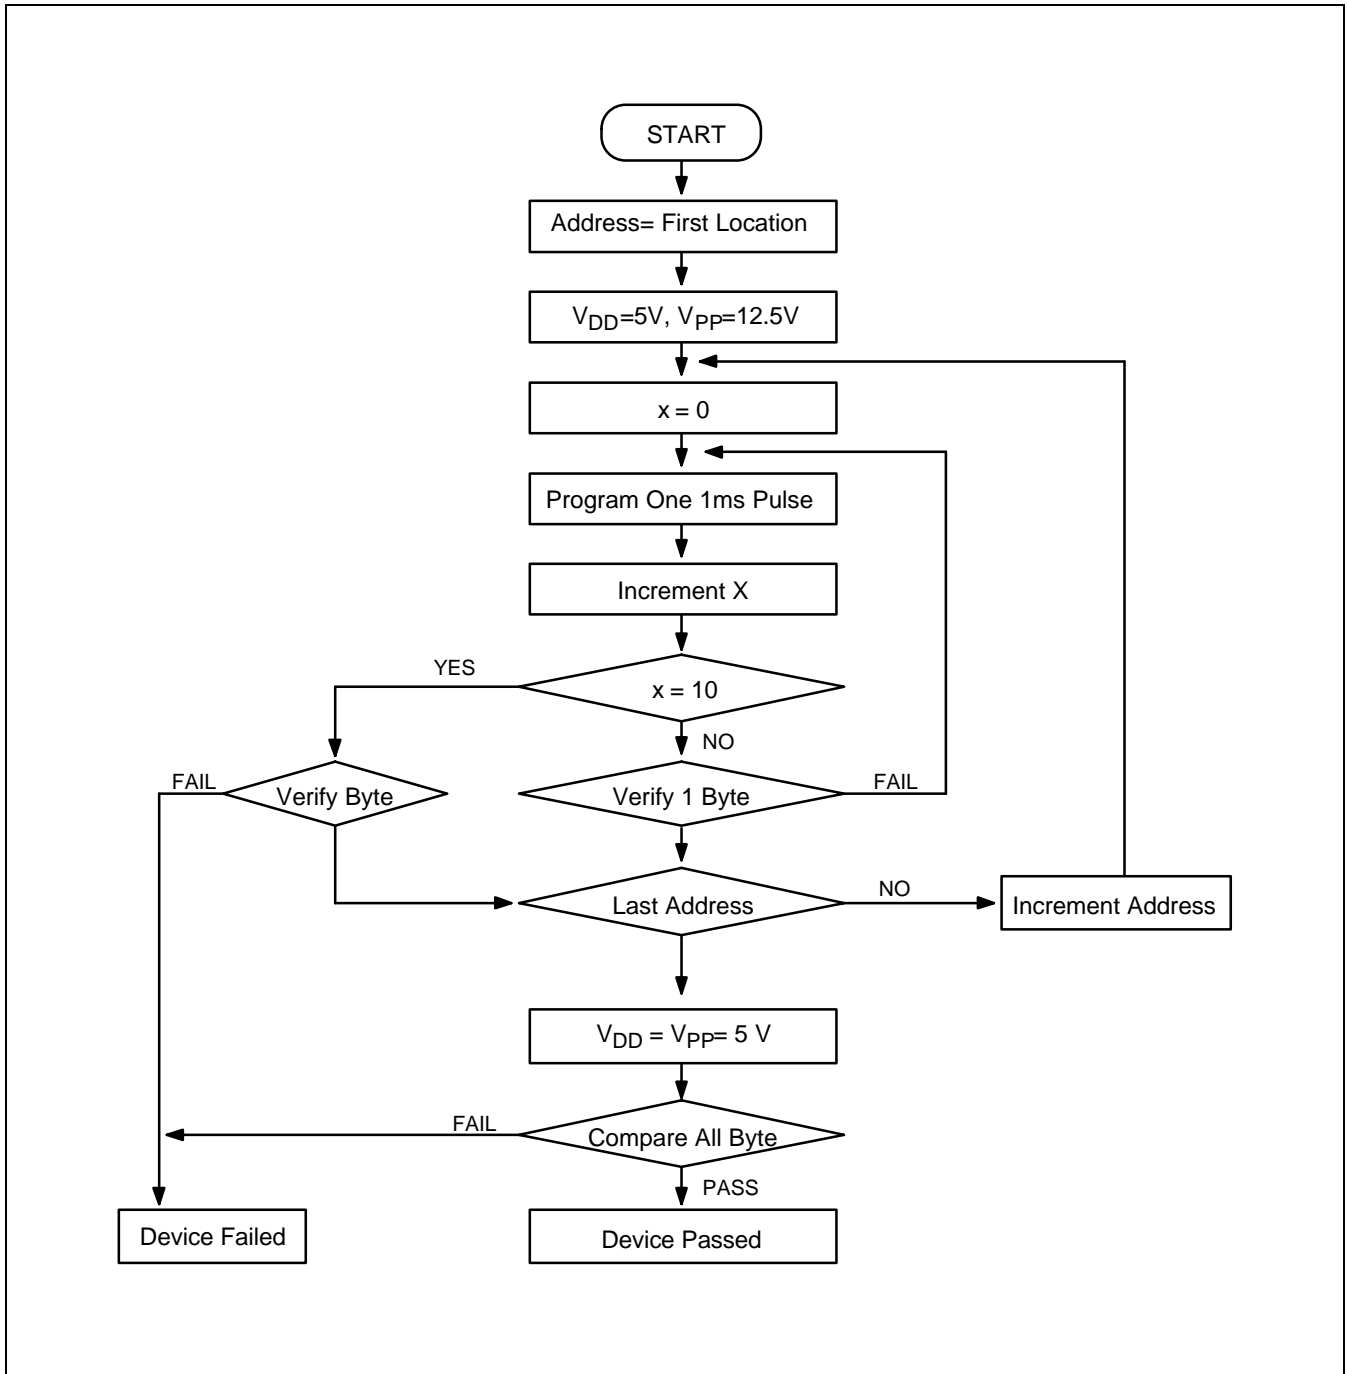 START
Address= First Location
VDD=5V, VPP=12.5V
x = 0
Program One 1ms Pulse
Increment X
YES
x = 10
NO
FAIL
Verify Byte
Verify 1 Byte
FAIL
Last Address
NO
Increment Address
VDD = VPP= 5 V
FAIL
Compare All Byte
PASS
Device Failed
Device Passed